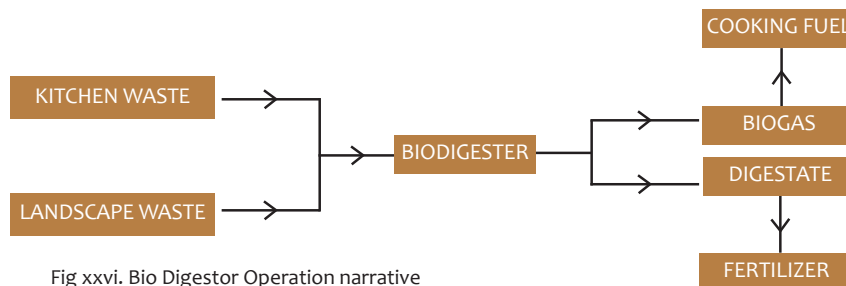 COOKING FUEL
KITCHEN WASTE
BIOGAS
BIODIGESTER
DIGESTATE
LANDSCAPE WASTE
FERTILIZER
Fig xxvi. Bio Digestor Operation narrative